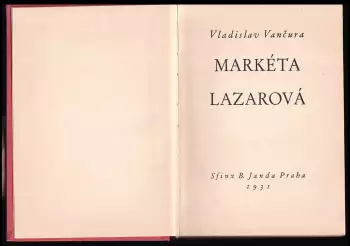 Vladislav Vančura
MARKÉTA
LAZAROVÁ
Sfinx B. Janda Praha
1931